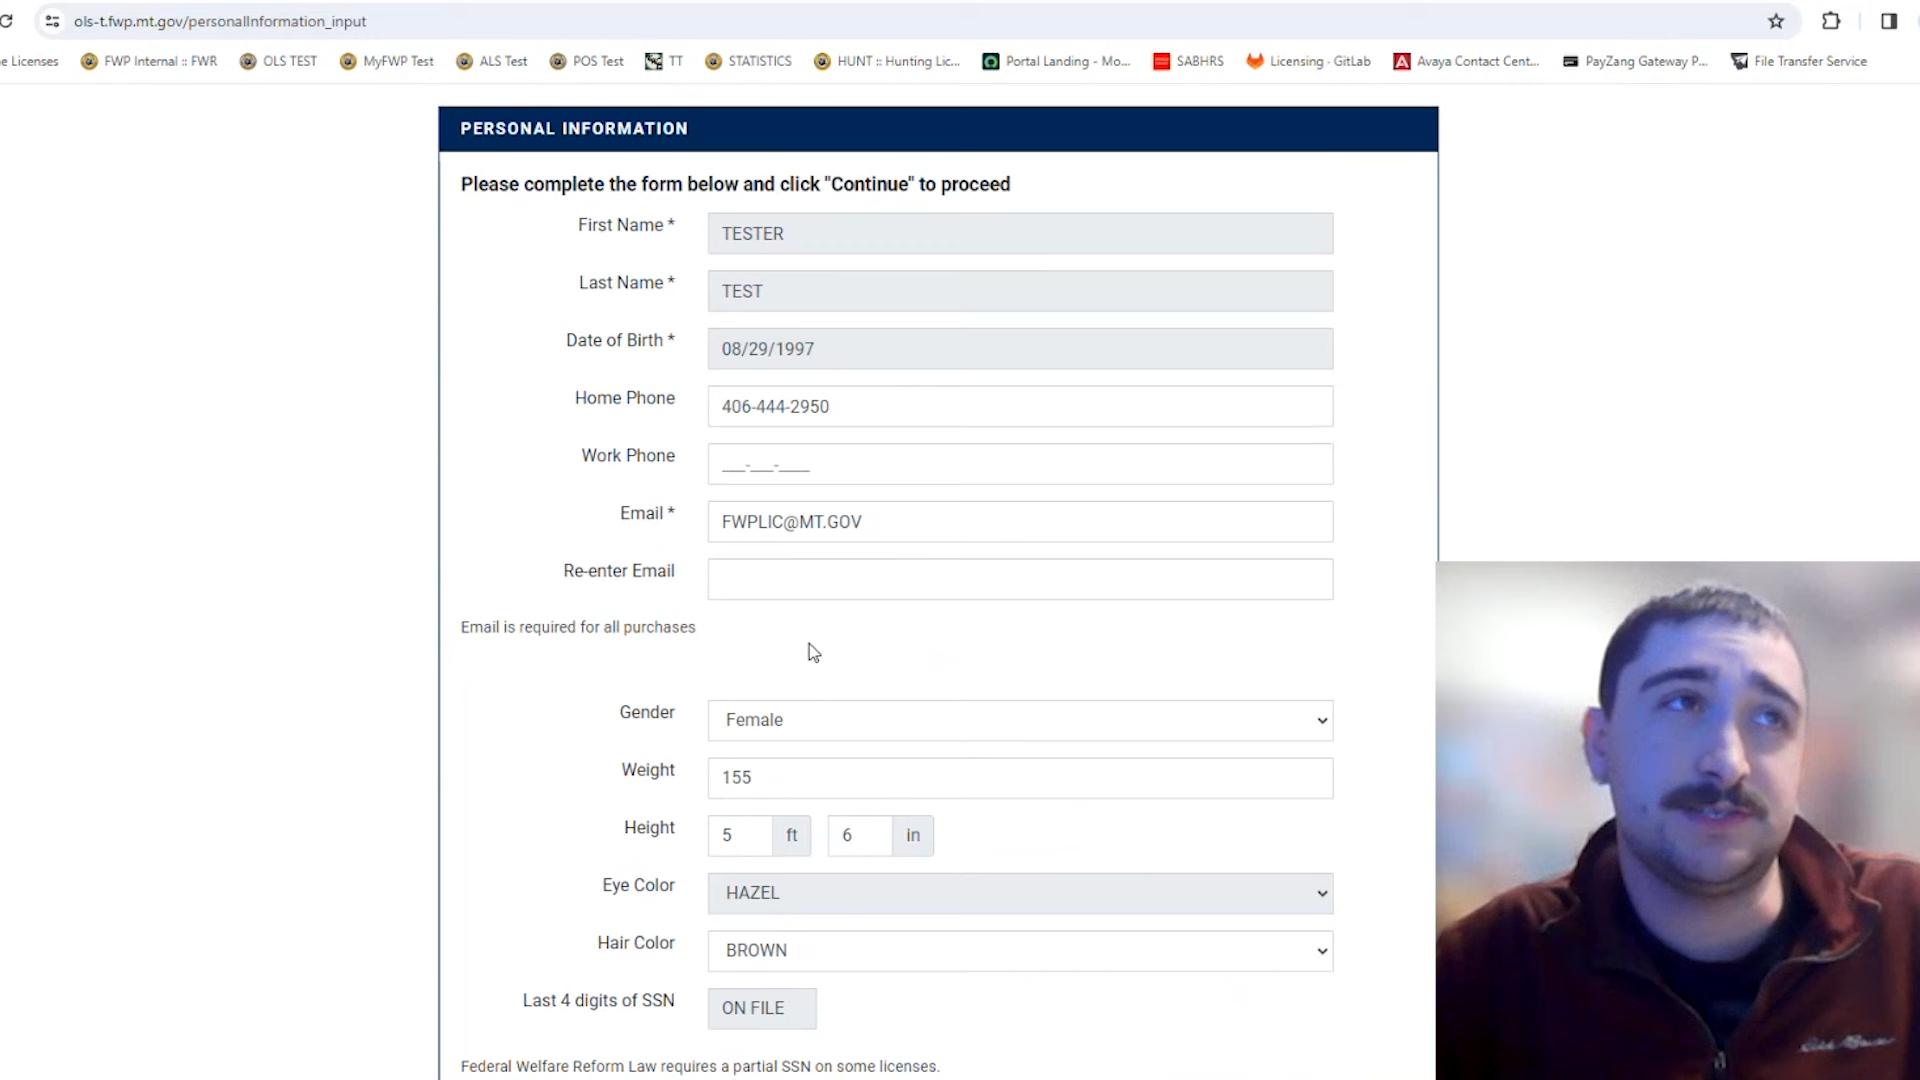 ols-t.fwp.mt.gov/personalInformation_input
e Licenses FWP Internal :: FWR OLS TEST MyFWP Test ALS Test POS Test TT STATISTICS HUNT :: Hunting Lic... Portal Landing - Mo... SABHRS Licensing · GitLab Avaya Contact Cent... PayZang Gateway P... File Transfer Service
PERSONAL INFORMATION
Please complete the form below and click "Continue" to proceed
First Name * TESTER
Last Name * TEST
Date of Birth * 08/29/1997
Home Phone 406-444-2950
Work Phone ___-___-____
Email * FWPLIC@MT.GOV
Re-enter Email
Email is required for all purchases
Gender Female
Weight 155
Height 5 ft 6 in
Eye Color HAZEL
Hair Color BROWN
Last 4 digits of SSN ON FILE
Federal Welfare Reform Law requires a partial SSN on some licenses.
Eddie Bauer